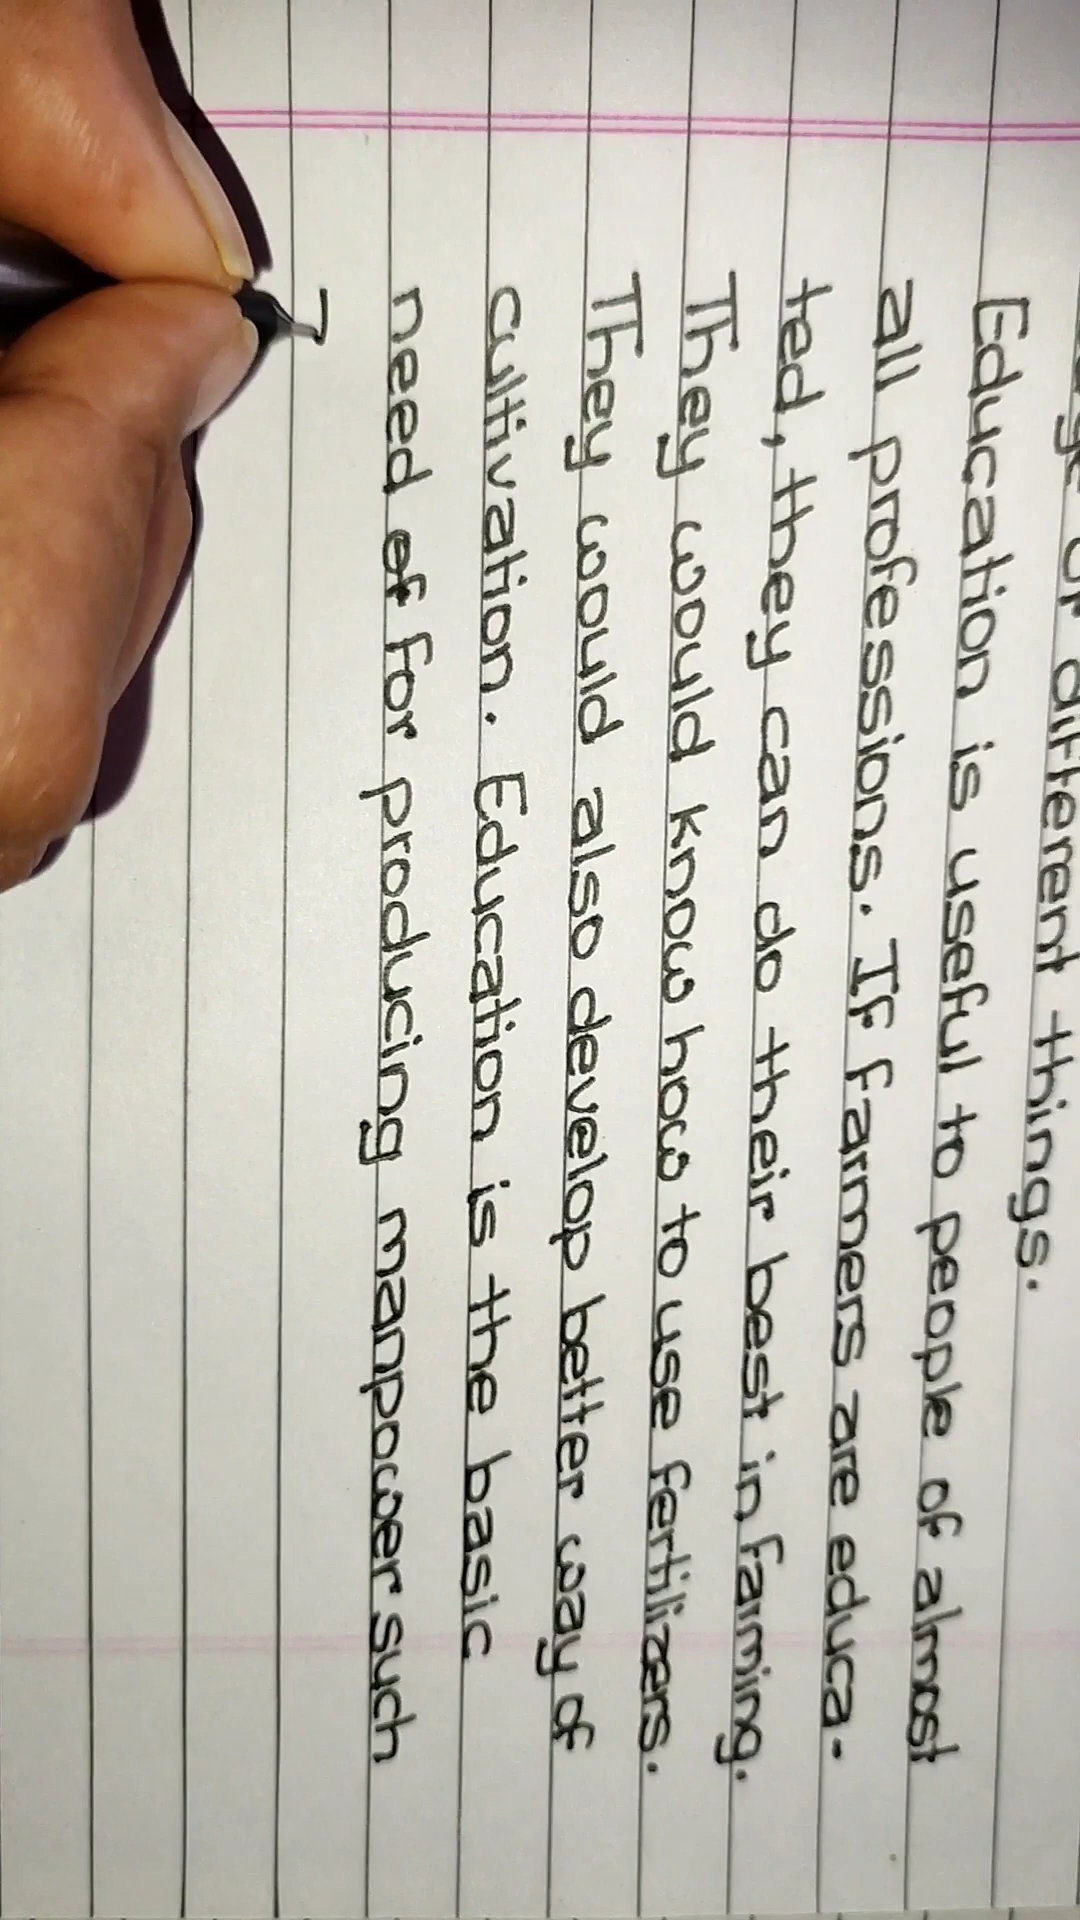 different things.
Education is useful to people of almost
all professions. If farmers are educa-
ted, they can do their best in farming.
They would know how to use fertilizers.
They would also develop better way of
cultivation. Education is the basic
need of for producing manpower such